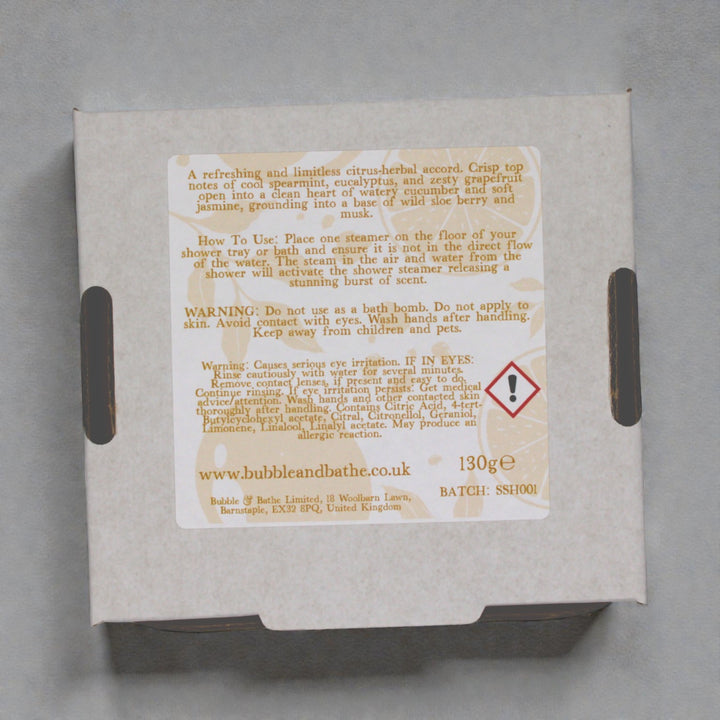 A refreshing and limitless citrus-herbal accord. Crisp top
notes of cool spearmint, eucalyptus, and zesty grapefruit
open into a clean heart of watery cucumber and soft
jasmine, grounding into a base of wild sloe berry and
musk.
How To Use: Place one steamer on the floor of your
shower tray or bath and ensure it is not in the direct flow
of the water. The steam in the air and water from the
shower will activate the shower steamer releasing a
stunning burst of scent.
WARNING: Do not use as a bath bomb. Do not apply to
skin. Avoid contact with eyes. Wash hands after handling.
Keep away from children and pets.
Warning: Causes serious eye irritation. IF IN EYES:
Rinse cautiously with water for several minutes.
Remove contact lenses, if present and easy to do.
Continue rinsing. If eye irritation persists: Get medical
advice/attention. Wash hands and other contacted skin
thoroughly after handling. Contains Citric Acid, 4-tert-
Butylcyclohexyl acetate, Citral, Citronellol, Geraniol,
Limonene, Linalool, Linalyl acetate. May produce an
allergic reaction.
www.bubbleandbathe.co.uk
130g℮
Bubble & Bathe Limited, 18 Woolbarn Lawn,
Barnstaple, EX32 8PQ, United Kingdom
BATCH: SSH001